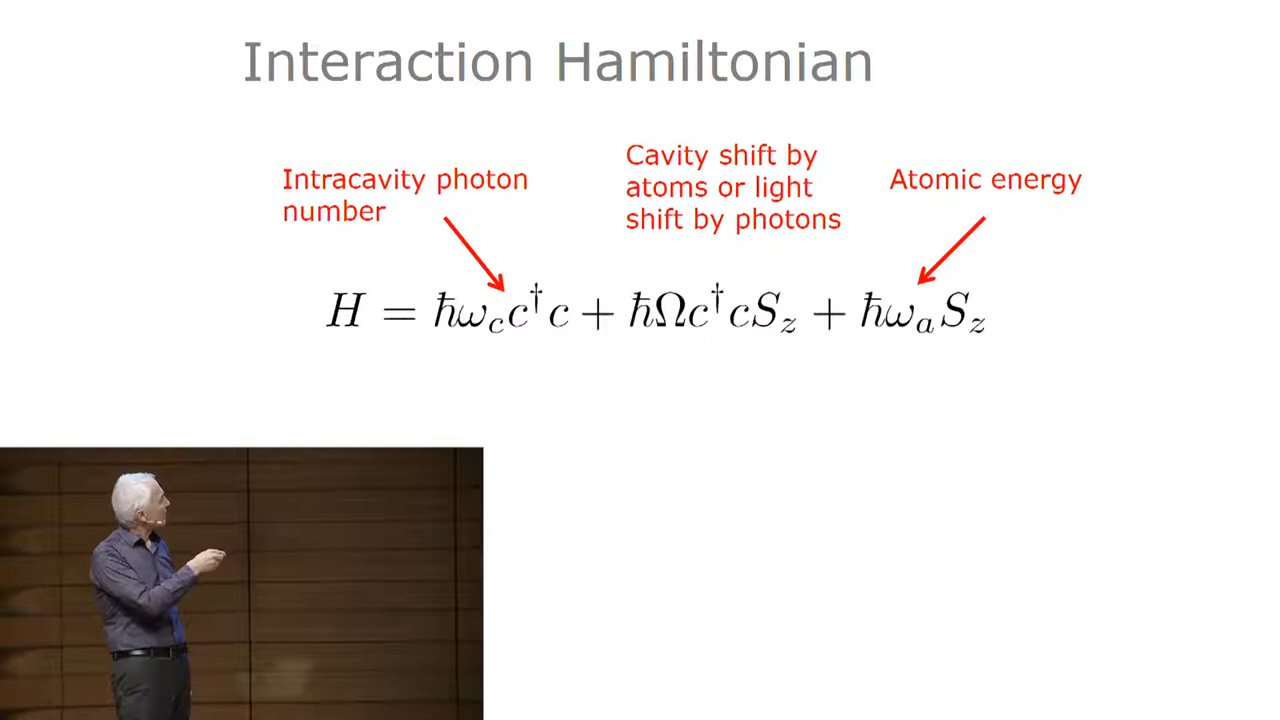 Interaction Hamiltonian
Intracavity photon
number
Cavity shift by
atoms or light
shift by photons
Atomic energy
H = ħω_c c†c + ħΩc†cS_z + ħω_a S_z